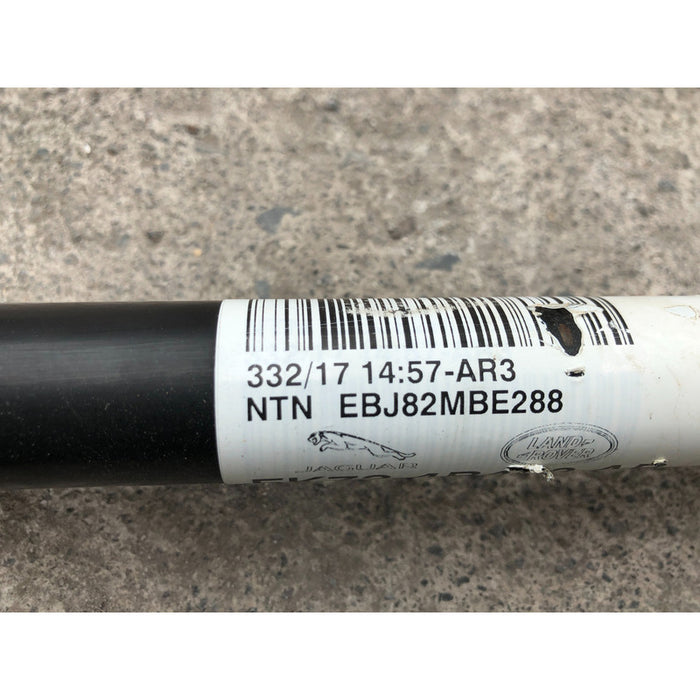 332/17 14:57-AR3
NTN EBJ82MBE288
JAGUAR
LAND-
ROVER